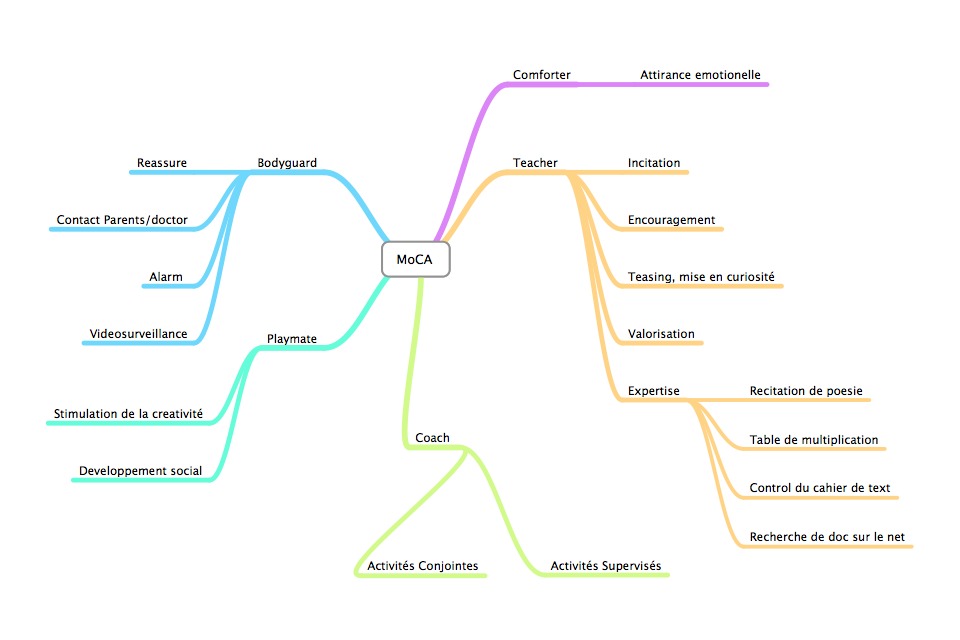 Comforter
Attirance emotionelle
Reassure
Bodyguard
Teacher
Incitation
Contact Parents/doctor
Encouragement
MoCA
Alarm
Teasing, mise en curiosité
Videosurveillance
Playmate
Valorisation
Expertise
Recitation de poesie
Stimulation de la creativité
Coach
Table de multiplication
Developpement social
Control du cahier de text
Recherche de doc sur le net
Activités Conjointes
Activités Supervisés